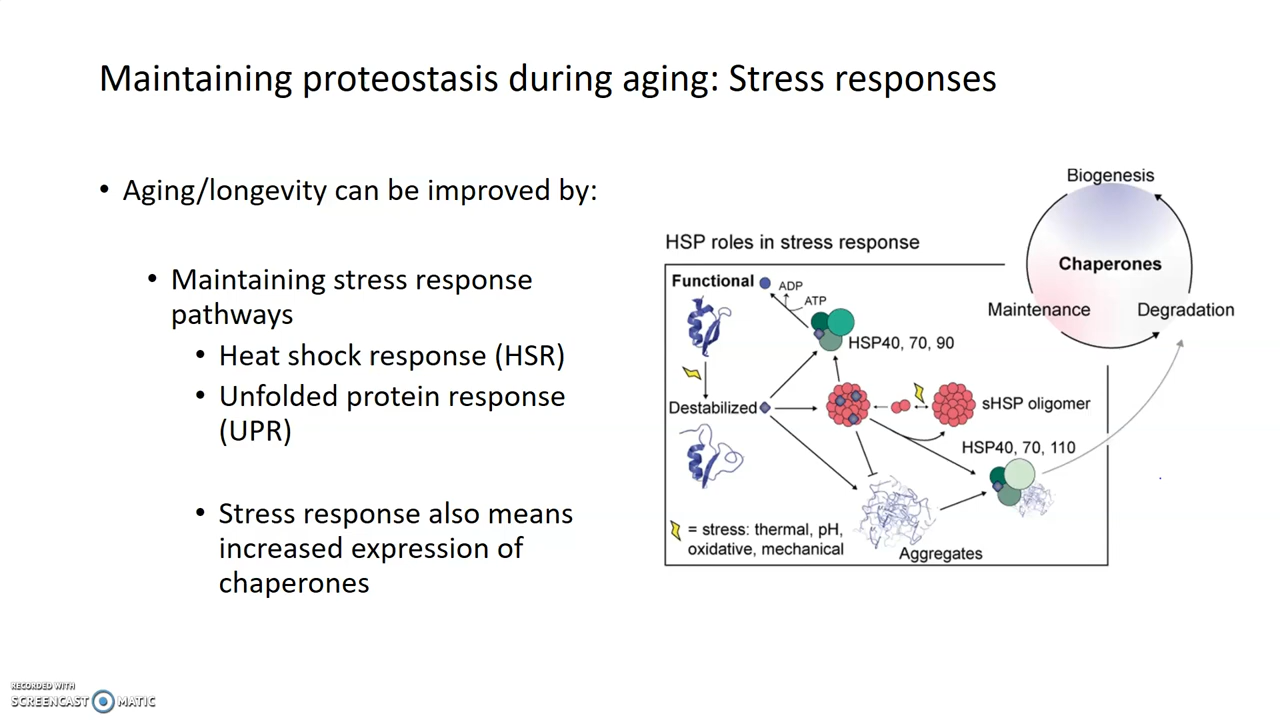 Maintaining proteostasis during aging: Stress responses
• Aging/longevity can be improved by:
• Maintaining stress response
pathways
• Heat shock response (HSR)
• Unfolded protein response
(UPR)
• Stress response also means
increased expression of
chaperones
Biogenesis
Chaperones
Maintenance
Degradation
HSP roles in stress response
Functional
ADP
ATP
HSP40, 70, 90
Destabilized
sHSP oligomer
HSP40, 70, 110
= stress: thermal, pH,
oxidative, mechanical
Aggregates
RECORDED WITH
SCREENCAST MATIC